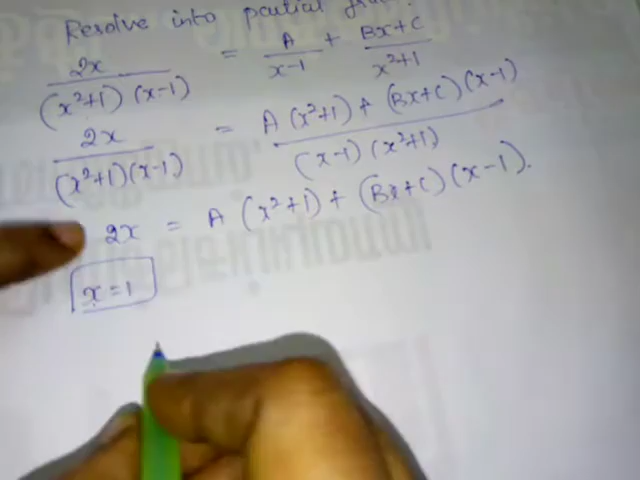 Resolve into partial frac
2x / (x²+1) (x-1) = A / x-1 + Bx+C / x²+1
2x / (x²+1)(x-1) = A (x²+1) + (Bx+C) (x-1) / (x-1) (x²+1)
2x = A (x²+1) + (Bx+C) (x-1).
x=1